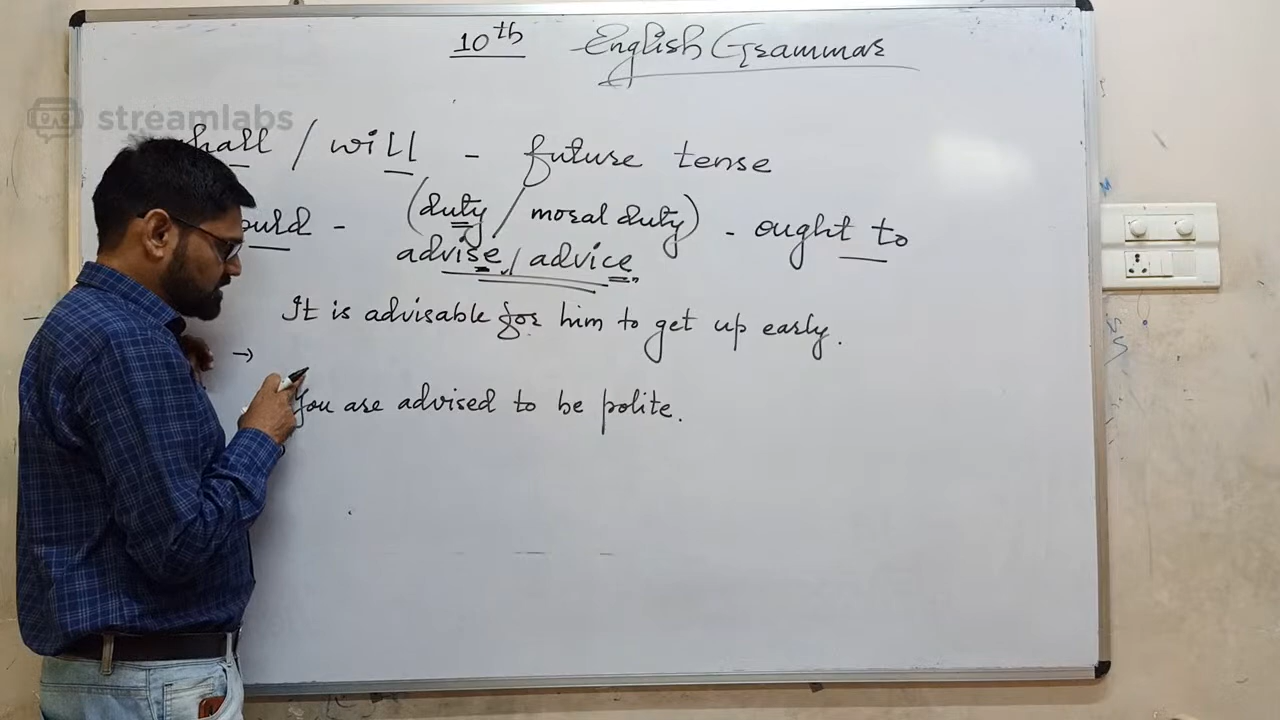 10th English Grammar
streamlabs
hall / will - future tense
ould - (duty / moral duty) - ought to
advise / advice
It is advisable for him to get up early.
→
You are advised to be polite.